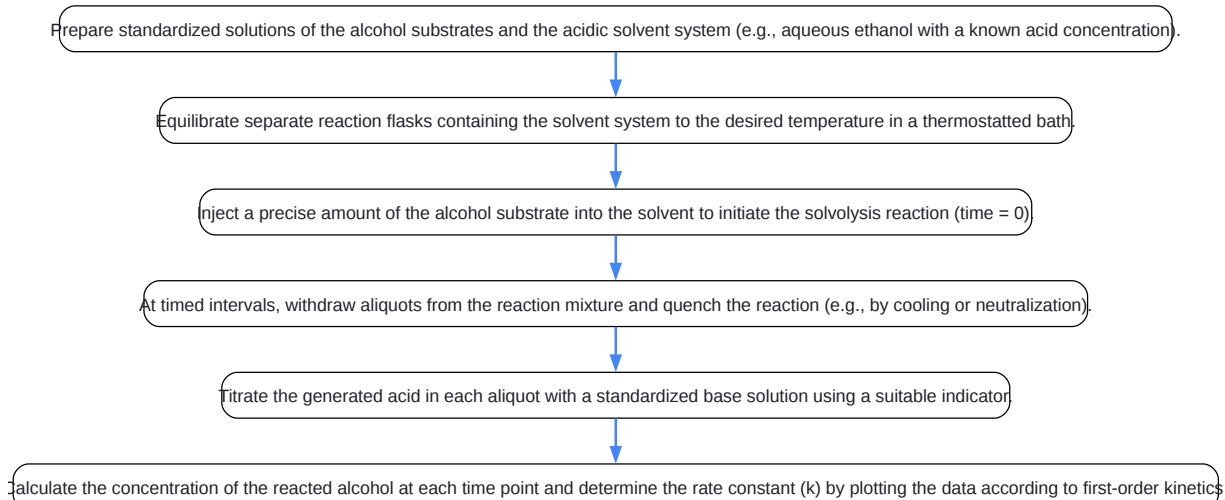 Prepare standardized solutions of the alcohol substrates and the acidic solvent system (e.g., aqueous ethanol with a known acid concentration).
Equilibrate separate reaction flasks containing the solvent system to the desired temperature in a thermostatted bath.
Inject a precise amount of the alcohol substrate into the solvent to initiate the solvolysis reaction (time = 0).
At timed intervals, withdraw aliquots from the reaction mixture and quench the reaction (e.g., by cooling or neutralization).
Titrate the generated acid in each aliquot with a standardized base solution using a suitable indicator.
Calculate the concentration of the reacted alcohol at each time point and determine the rate constant (k) by plotting the data according to first-order kinetics